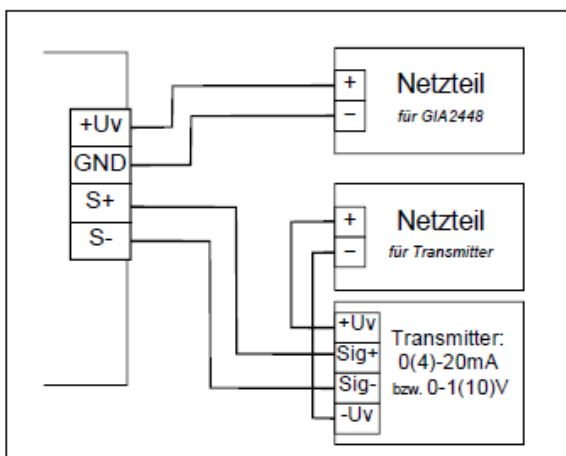 +Uv
GND
S+
S-
+
−
Netzteil
für GIA2448
+
−
Netzteil
für Transmitter
+Uv
Sig+
Sig-
-Uv
Transmitter:
0(4)-20mA
bzw. 0-1(10)V